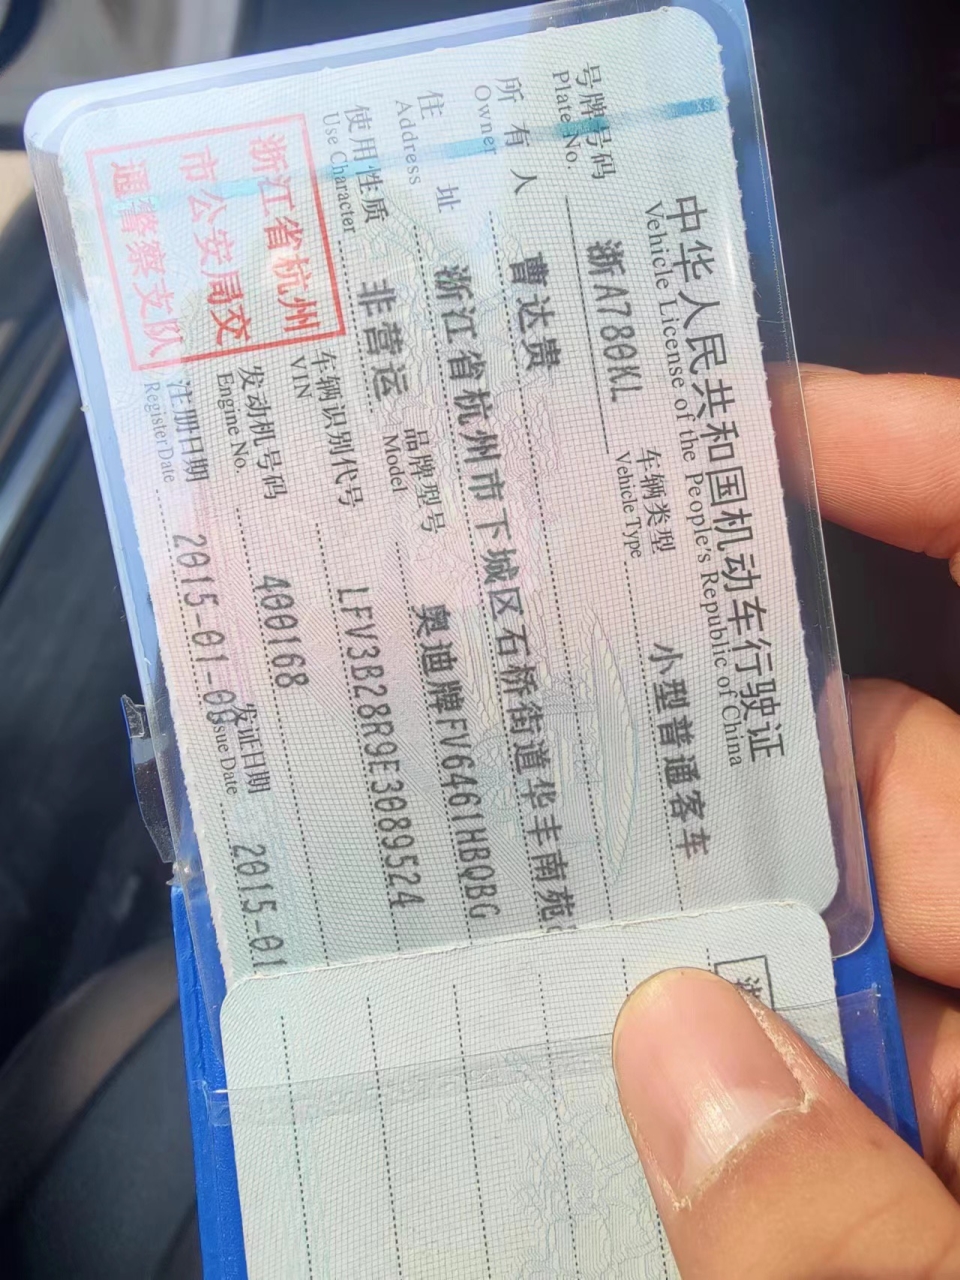 中华人民共和国机动车行驶证
Vehicle License of the People's Republic of China
号牌号码 浙A780KL 车辆类型 小型普通客车
Plate No. Vehicle Type
所有人 曹达贵
Owner
住址 浙江省杭州市下城区石桥街道华丰南苑
Address
使用性质 非营运 品牌型号 奥迪牌FV6461HBQBG
Use Character Model
车辆识别代号 LFV3B28R9E3089524
VIN
发动机号码 400168
Engine No.
注册日期 2015-01-0 发证日期 2015-01
Register Date Issue Date
浙江省杭州
市公安局交
通警察支队